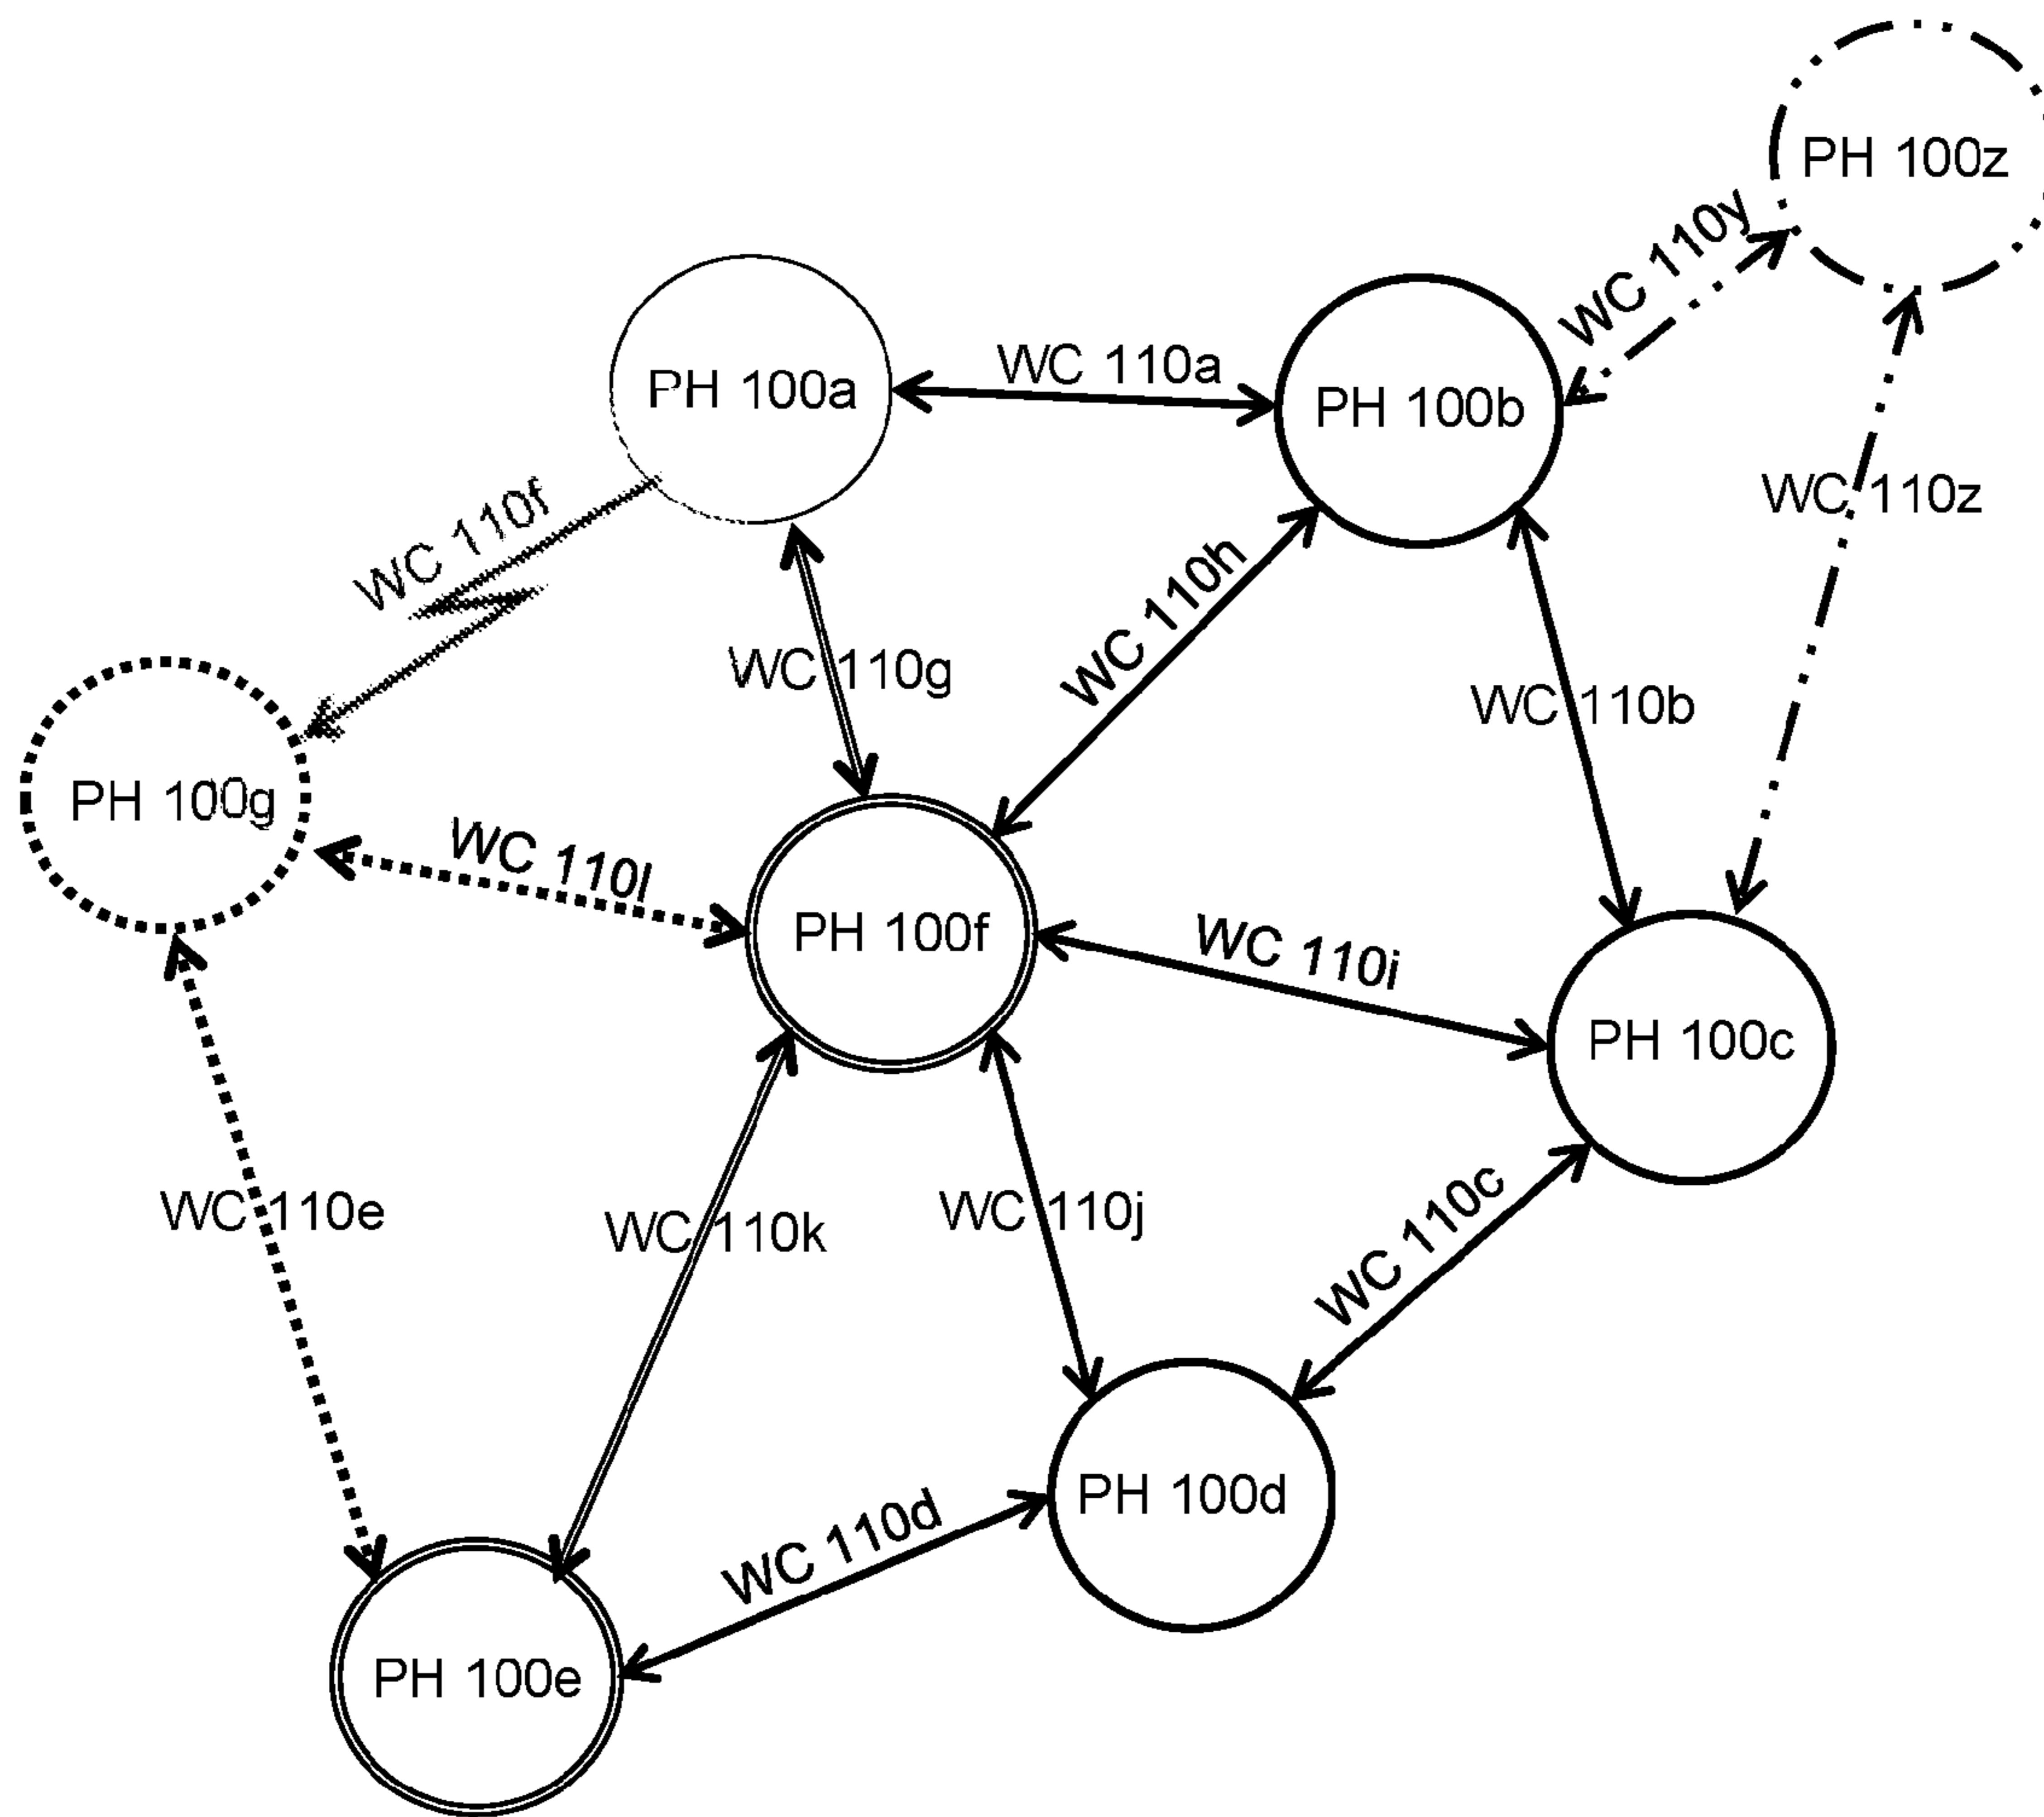 PH 100z
WC 110y
PH 100a
WC 110a
PH 100b
WC 110z
WC 110f
WC 110h
WC 110g
WC 110b
PH 100g
WC 110l
PH 100f
WC 110i
PH 100c
WC 110e
WC 110k
WC 110j
WC 110c
PH 100d
WC 110d
PH 100e